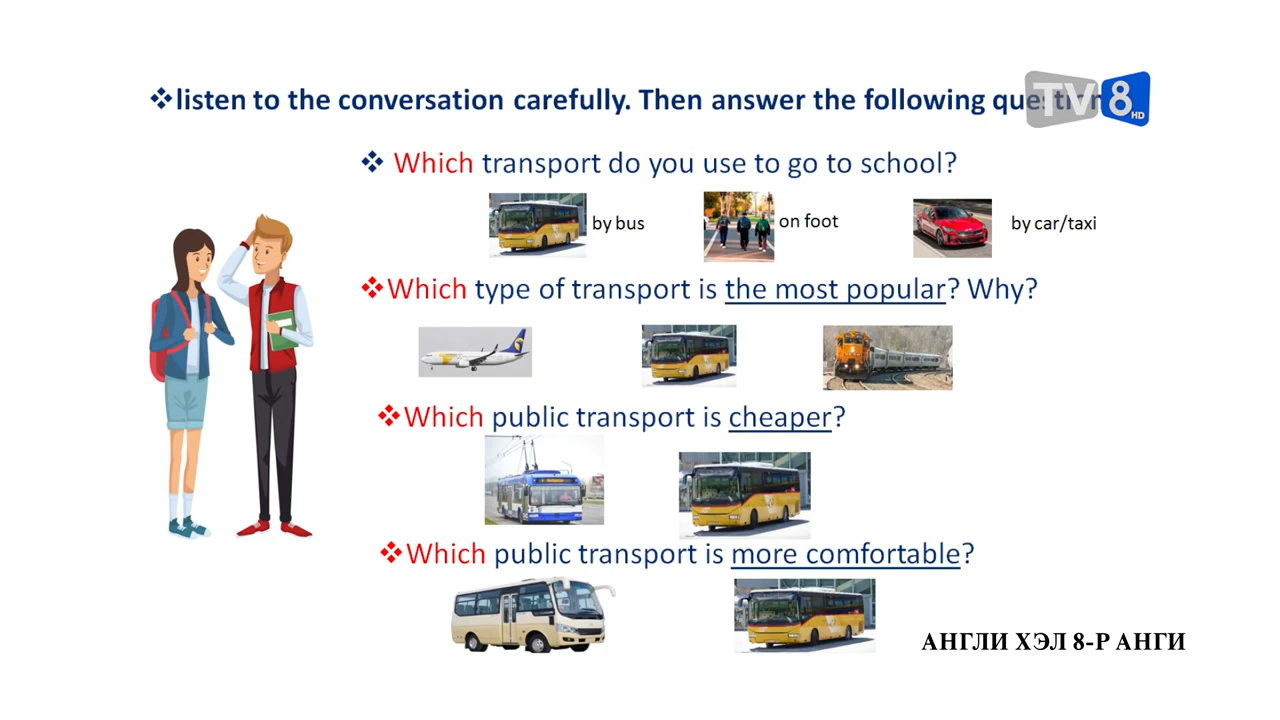 ❖listen to the conversation carefully. Then answer the following question
TV8 HD
❖ Which transport do you use to go to school?
by bus
on foot
by car/taxi
❖Which type of transport is the most popular? Why?
❖Which public transport is cheaper?
❖Which public transport is more comfortable?
АНГЛИ ХЭЛ 8-Р АНГИ